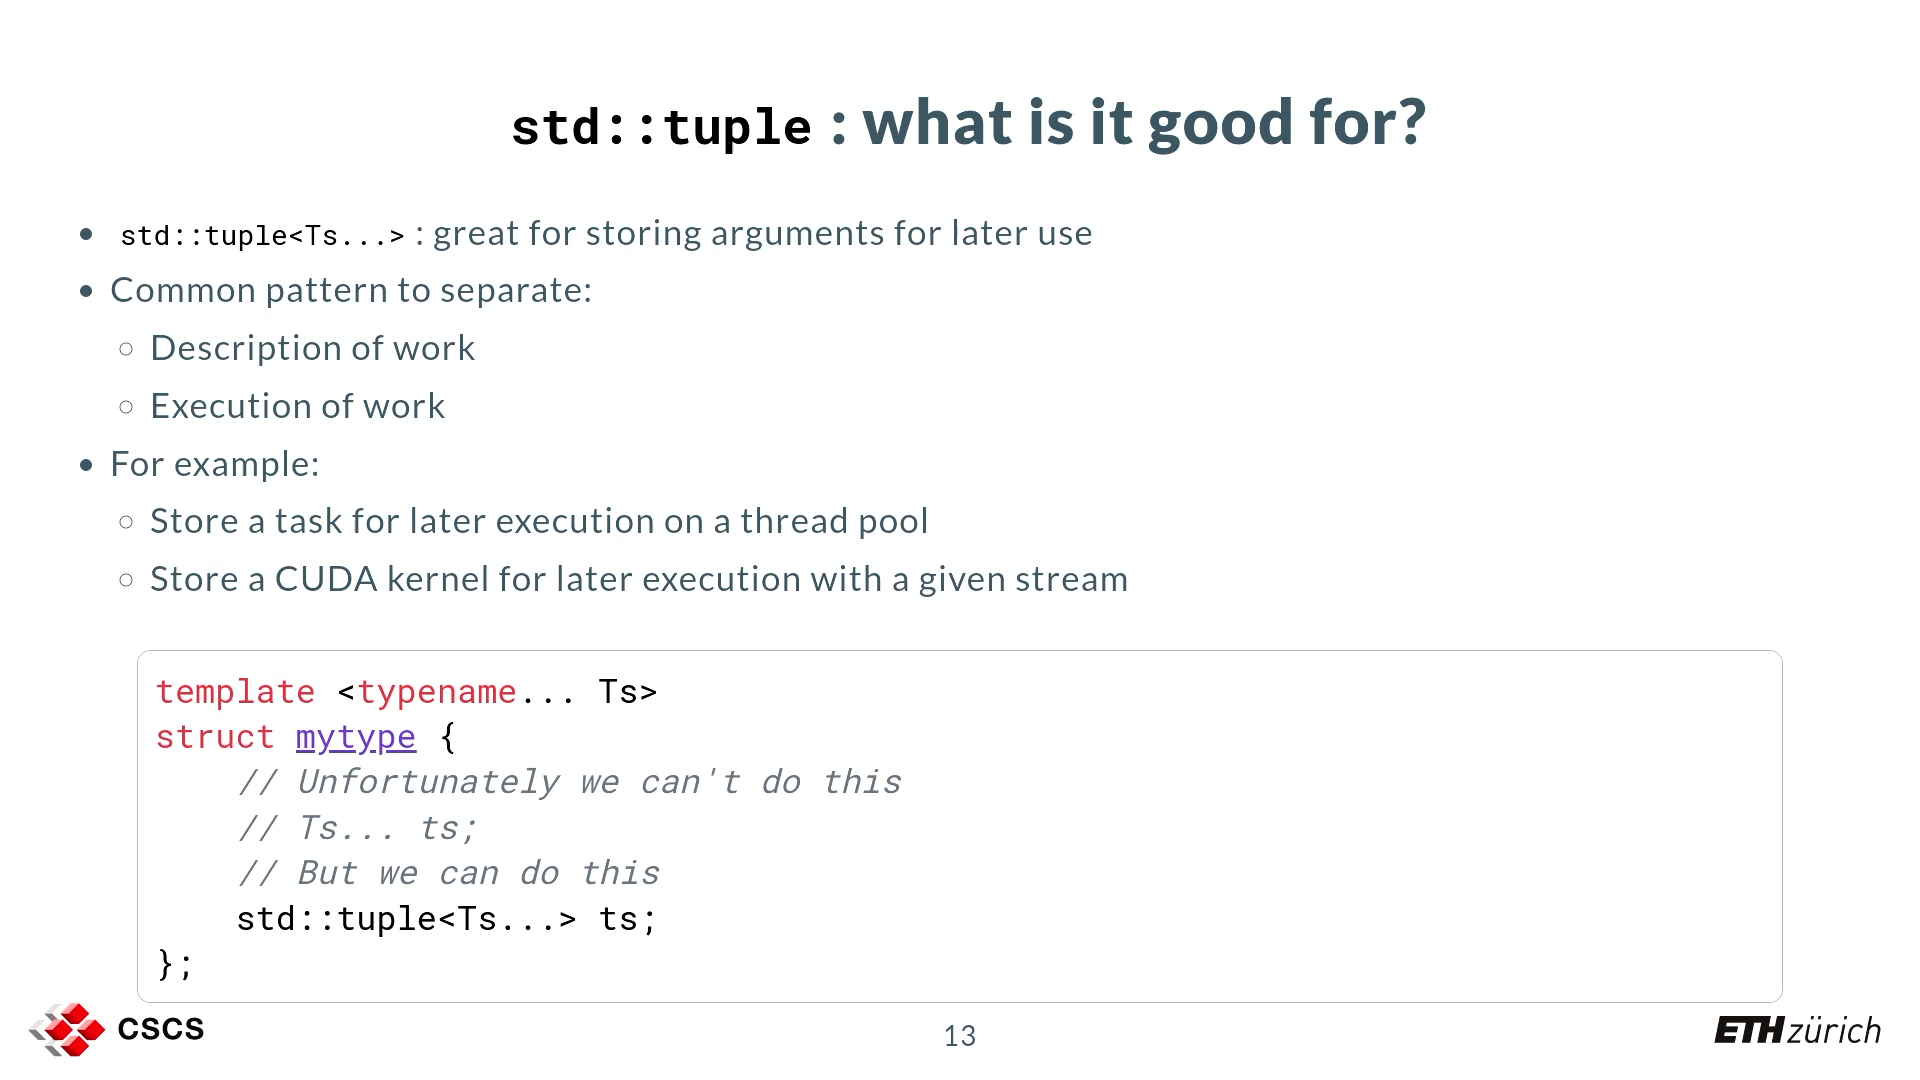 std::tuple : what is it good for?
std::tuple<Ts...> : great for storing arguments for later use
Common pattern to separate:
Description of work
Execution of work
For example:
Store a task for later execution on a thread pool
Store a CUDA kernel for later execution with a given stream
template <typename... Ts>
struct mytype {
    // Unfortunately we can't do this
    // Ts... ts;
    // But we can do this
    std::tuple<Ts...> ts;
};
CSCS
13
ETH zürich